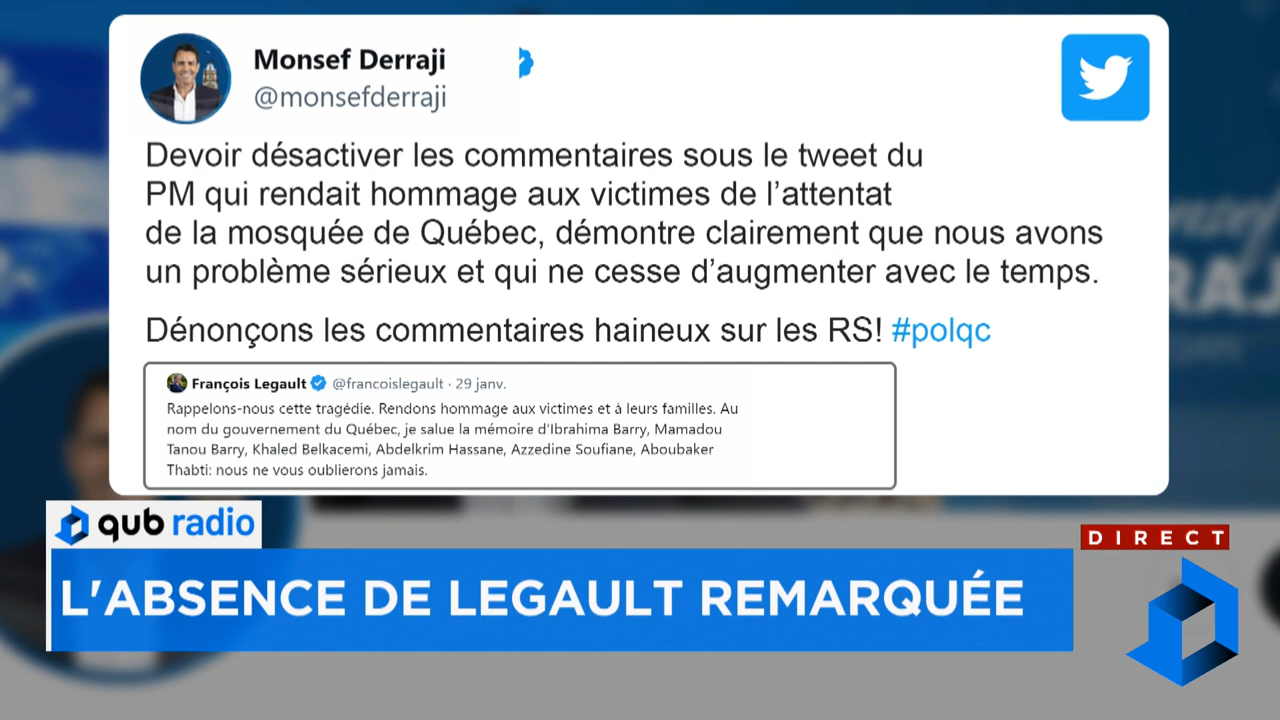 Monsef Derraji
@monsefderraji
Devoir désactiver les commentaires sous le tweet du
PM qui rendait hommage aux victimes de l’attentat
de la mosquée de Québec, démontre clairement que nous avons
un problème sérieux et qui ne cesse d’augmenter avec le temps.
Dénonçons les commentaires haineux sur les RS! #polqc
François Legault @francoislegault · 29 janv.
Rappelons-nous cette tragédie. Rendons hommage aux victimes et à leurs familles. Au
nom du gouvernement du Québec, je salue la mémoire d’Ibrahima Barry, Mamadou
Tanou Barry, Khaled Belkacemi, Abdelkrim Hassane, Azzedine Soufiane, Aboubaker
Thabti: nous ne vous oublierons jamais.
qub radio
DIRECT
L'ABSENCE DE LEGAULT REMARQUÉE